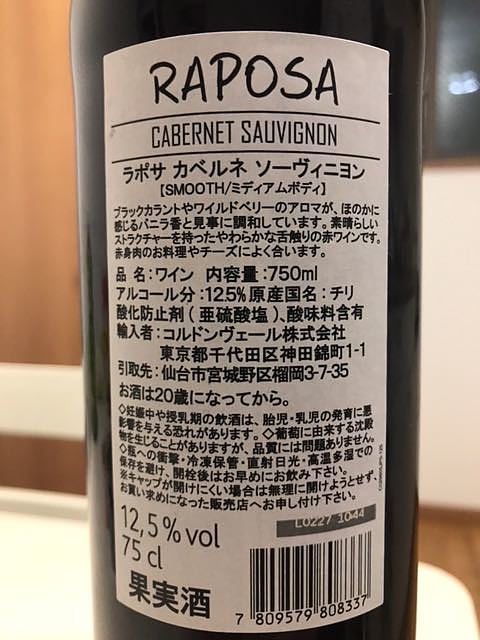 RAPOSA
CABERNET SAUVIGNON
ラポサ カベルネ ソーヴィニヨン
【SMOOTH/ミディアムボディ】
ブラックカラントやワイルドベリーのアロマが、ほのかに
感じるバニラ香と見事に調和しています。素晴らしい
ストラクチャーを持ったやわらかな舌触りの赤ワインです。
赤身肉のお料理やチーズによく合います。
品 名:ワイン 内容量:750ml
アルコール分:12.5% 原産国名:チリ
酸化防止剤(亜硫酸塩)、酸味料含有
輸入者:コルドンヴェール株式会社
東京都千代田区神田錦町1-1
引取先:仙台市宮城野区榴岡3-7-35
お酒は20歳になってから。
◇妊娠中や授乳期の飲酒は、胎児・乳児の発育に悪
影響を与える恐れがあります。◇葡萄に由来する沈殿
物を生じることがありますが、品質には問題ありません。
◇瓶への衝撃・冷凍保管・直射日光・高温多湿での
保存を避け、開栓後はお早めにお飲み下さい。
※キャップが開けにくい場合は無理に開けようとせず、
お買い求めになった販売店へお申し付け下さい。
L0227 1044
12,5% vol
75 cl
果実酒
7 809579 808337